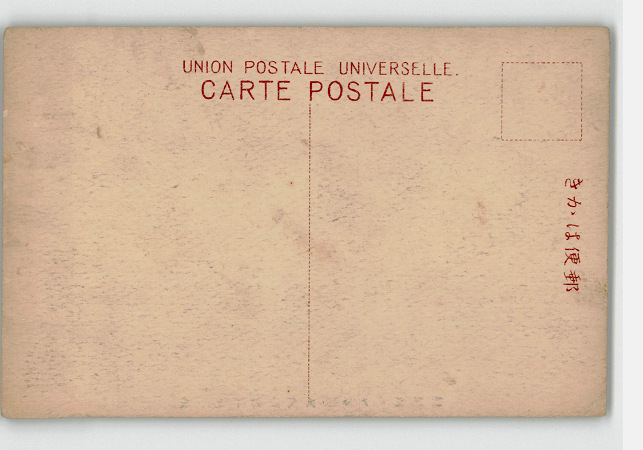 UNION POSTALE UNIVERSELLE.
CARTE POSTALE
きかは便郵